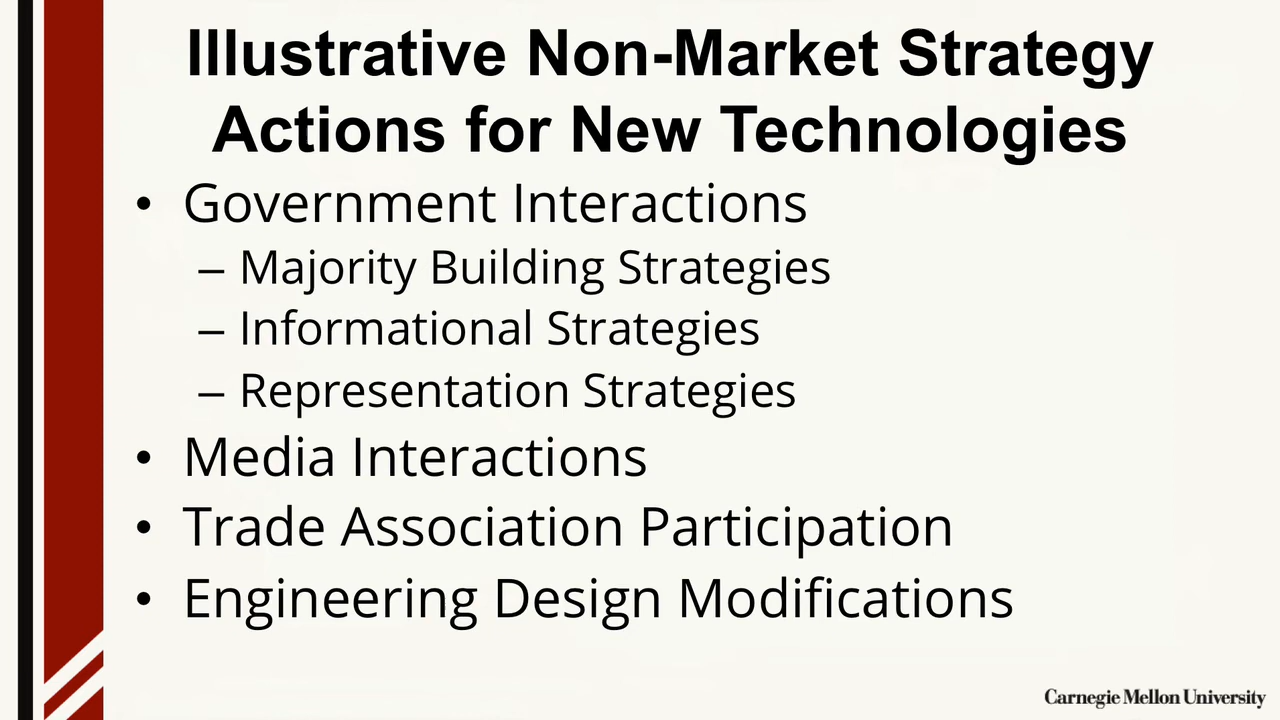 Illustrative Non-Market Strategy
Actions for New Technologies
• Government Interactions
– Majority Building Strategies
– Informational Strategies
– Representation Strategies
• Media Interactions
• Trade Association Participation
• Engineering Design Modifications
Carnegie Mellon University